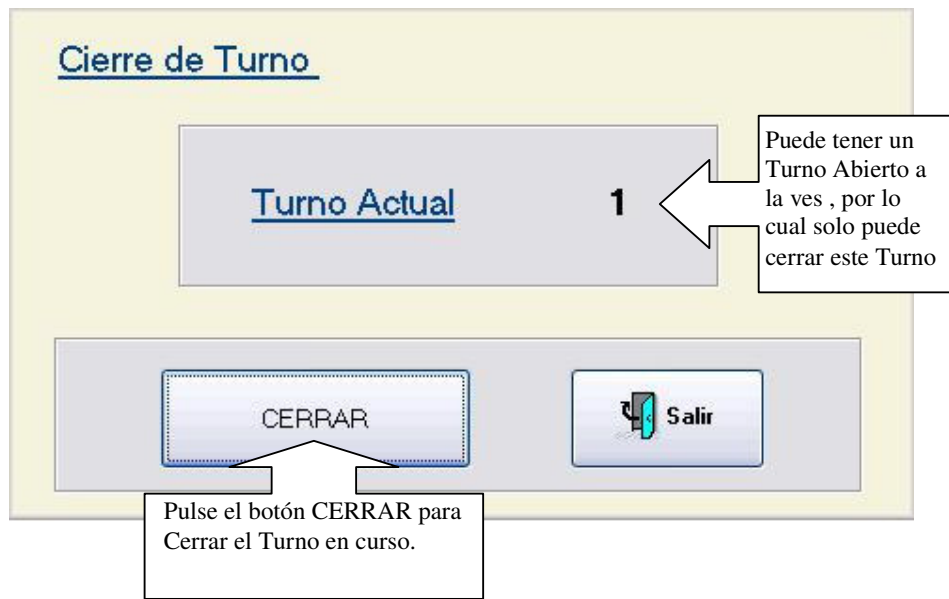 Cierre de Turno
Turno Actual 1
Puede tener un
Turno Abierto a
la ves , por lo
cual solo puede
cerrar este Turno
CERRAR
Salir
Pulse el botón CERRAR para
Cerrar el Turno en curso.